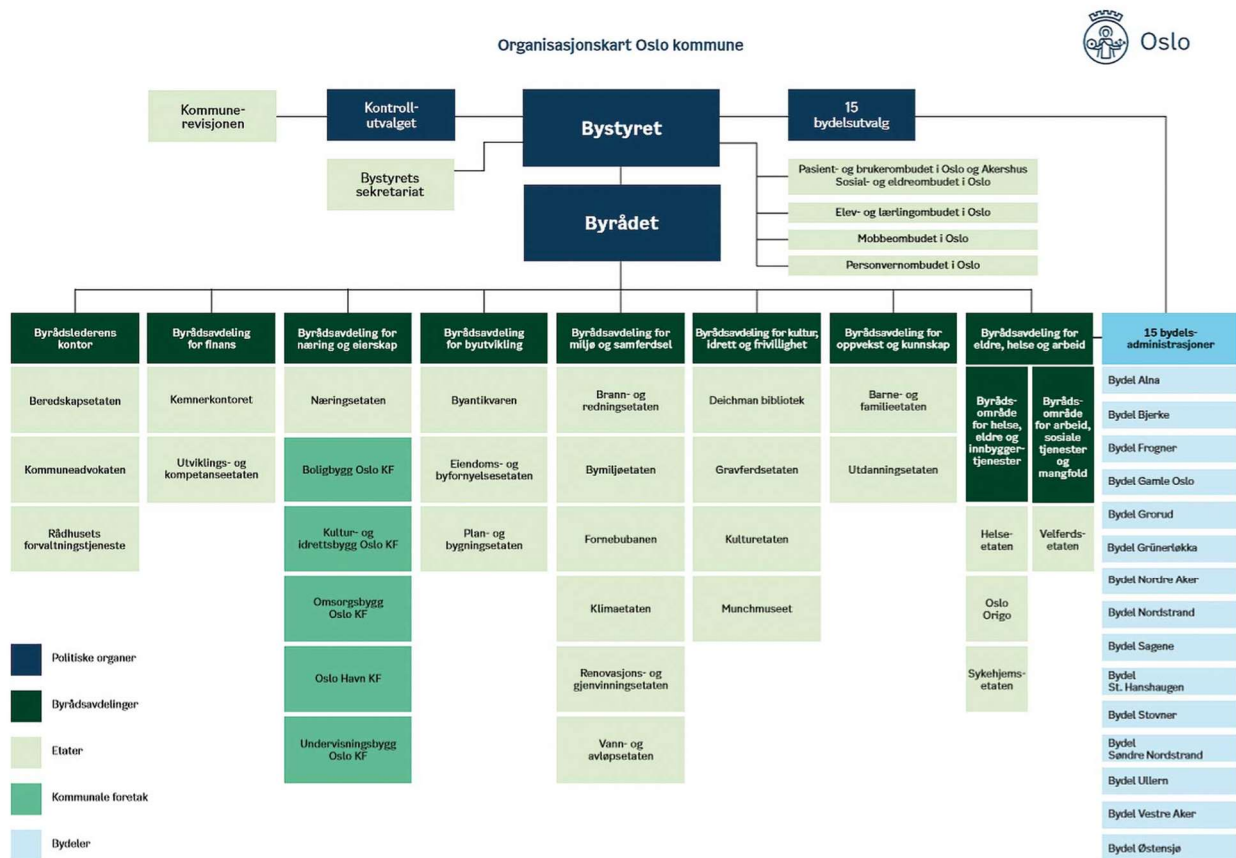 Organisasjonskart Oslo kommune
Oslo
Kommune-
revisjonen
Kontroll-
utvalget
Bystyret
15
bydelsutvalg
Bystyrets
sekretariat
Pasient- og brukerombudet i Oslo og Akershus
Sosial- og eldreombudet i Oslo
Elev- og lærlingombudet i Oslo
Mobbeombudet i Oslo
Personvernombudet i Oslo
Byrådet
Byrådslederens
kontor
Beredskapsetaten
Kommuneadvokaten
Rådhusets
forvaltningstjeneste
Byrådsavdeling
for finans
Kemnerkontoret
Utviklings- og
kompetanseetaten
Byrådsavdeling for
næring og eierskap
Næringsetaten
Boligbygg Oslo KF
Kultur- og
idrettsbygg Oslo KF
Omsorgsbygg
Oslo KF
Oslo Havn KF
Undervisningsbygg
Oslo KF
Byrådsavdeling
for byutvikling
Byantikvaren
Eiendoms- og
byfornyelsesetaten
Plan- og
bygningsetaten
Byrådsavdeling for
miljø og samferdsel
Brann- og
redningsetaten
Bymiljøetaten
Fornebubanen
Klimaetaten
Renovasjons- og
gjenvinningsetaten
Vann- og
avløpsetaten
Byrådsavdeling for kultur,
idrett og frivillighet
Deichman bibliotek
Gravferdsetaten
Kulturetaten
Munchmuseet
Byrådsavdeling for
oppvekst og kunnskap
Barne- og
familieetaten
Utdanningsetaten
Byrådsavdeling for
eldre, helse og arbeid
Byråds-
område
for helse,
eldre og
innbygger-
tjenester
Helse-
etaten
Oslo
Origo
Sykehjems-
etaten
Byråds-
område
for arbeid,
sosiale
tjenester
og
mangfold
Velferds-
etaten
15 bydels-
administrasjoner
Bydel Alna
Bydel Bjerke
Bydel Frogner
Bydel Gamle Oslo
Bydel Grorud
Bydel Grünerløkka
Bydel Nordre Aker
Bydel Nordstrand
Bydel Sagene
Bydel
St. Hanshaugen
Bydel Stovner
Bydel
Søndre Nordstrand
Bydel Ullern
Bydel Vestre Aker
Bydel Østensjø
Politiske organer
Byrådsavdelinger
Etater
Kommunale foretak
Bydeler